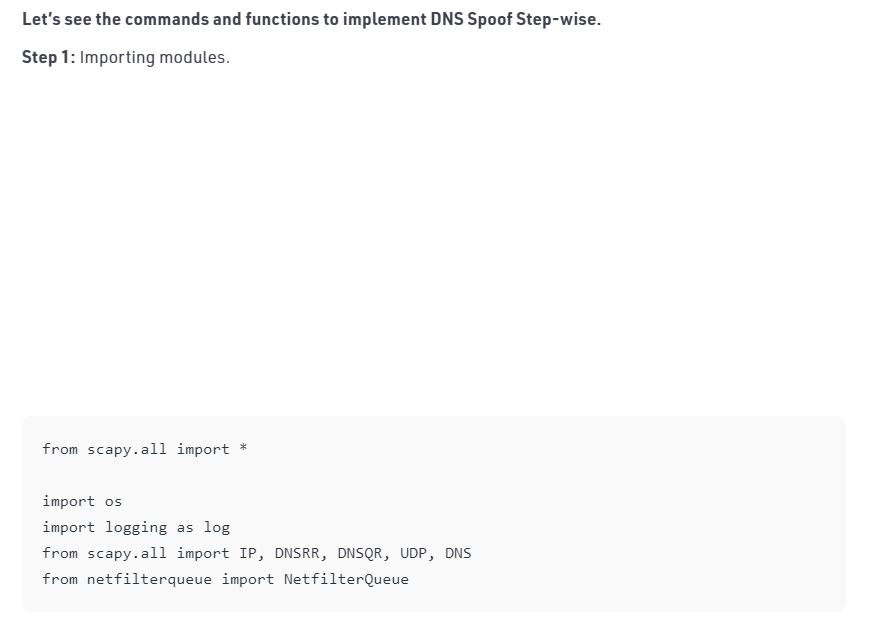 Let's see the commands and functions to implement DNS Spoof Step-wise.
Step 1: Importing modules.
from scapy.all import *
import os
import logging as log
from scapy.all import IP, DNSRR, DNSQR, UDP, DNS
from netfilterqueue import NetfilterQueue